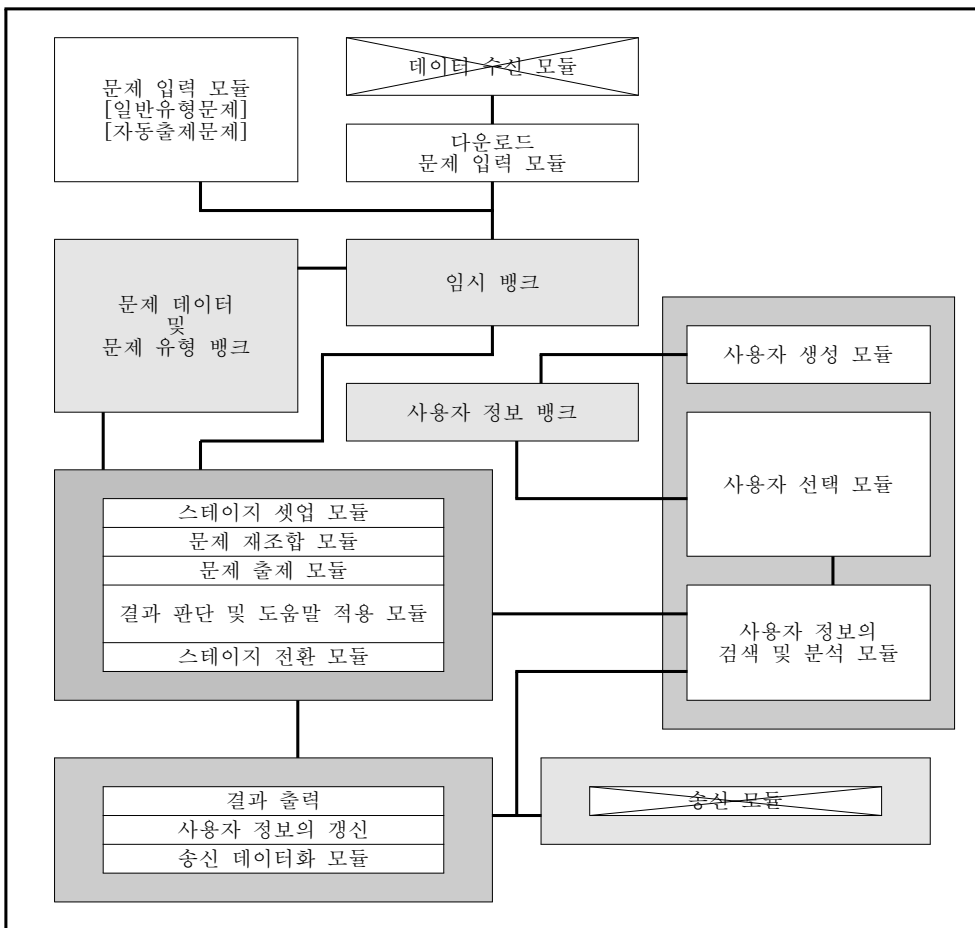 문제 입력 모듈
[일반유형문제]
[자동출제문제]
데이터 수신 모듈
다운로드
문제 입력 모듈
문제 데이터
및
문제 유형 뱅크
임시 뱅크
사용자 정보 뱅크
사용자 생성 모듈
사용자 선택 모듈
사용자 정보의
검색 및 분석 모듈
스테이지 셋업 모듈
문제 재조합 모듈
문제 출제 모듈
결과 판단 및 도움말 적용 모듈
스테이지 전환 모듈
결과 출력
사용자 정보의 갱신
송신 데이터화 모듈
송신 모듈